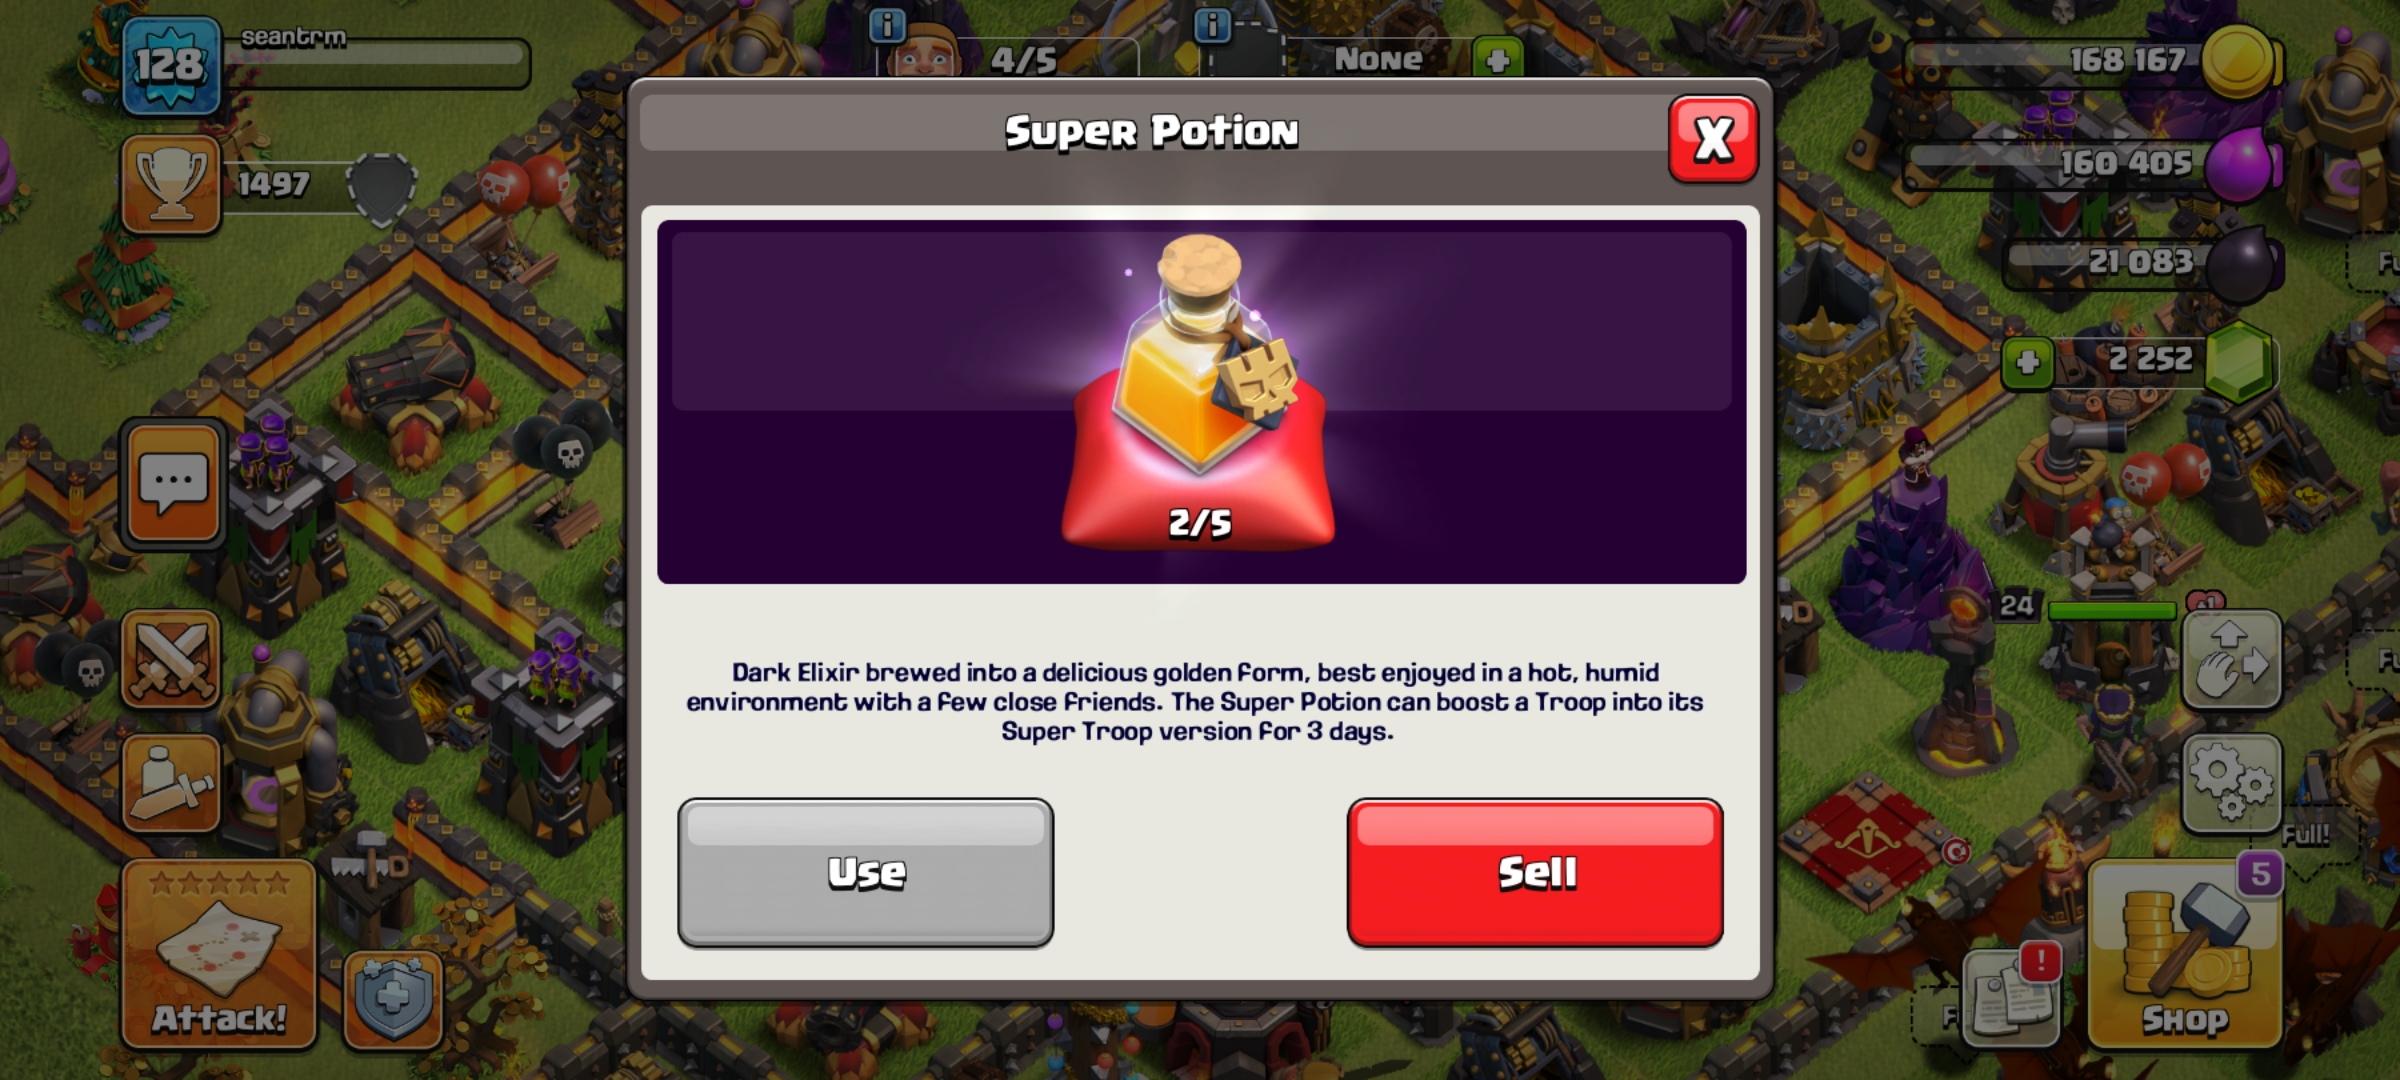 128
seantrm
4/5
None
168 167
1497
160 405
21 083
2 252
Super Potion
X
2/5
Dark Elixir brewed into a delicious golden form, best enjoyed in a hot, humid
environment with a few close friends. The Super Potion can boost a Troop into its
Super Troop version for 3 days.
Use
Sell
24
+1
Full!
5
!
Attack!
Shop